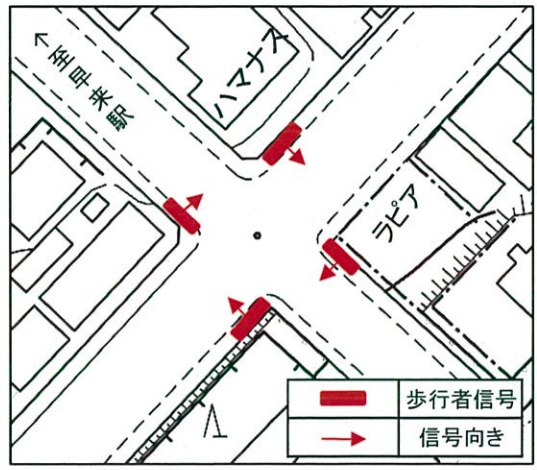 ↑至早来駅
ハマナス
ラピア
歩行者信号
信号向き